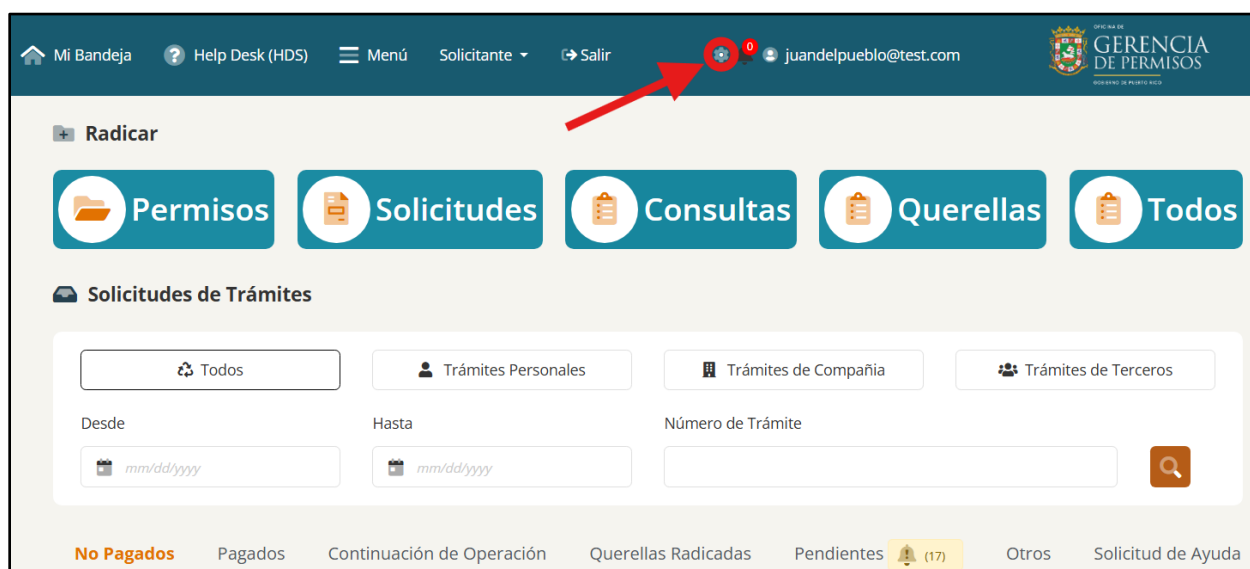 Mi Bandeja ? Help Desk (HDS) Menú Solicitante Salir 0 juandelpueblo@test.com
OFICINA DE
GERENCIA
DE PERMISOS
GOBIERNO DE PUERTO RICO
Radicar
Permisos Solicitudes Consultas Querellas Todos
Solicitudes de Trámites
Todos Trámites Personales Trámites de Compañia Trámites de Terceros
Desde Hasta Número de Trámite
mm/dd/yyyy mm/dd/yyyy
No Pagados Pagados Continuación de Operación Querellas Radicadas Pendientes (17) Otros Solicitud de Ayuda